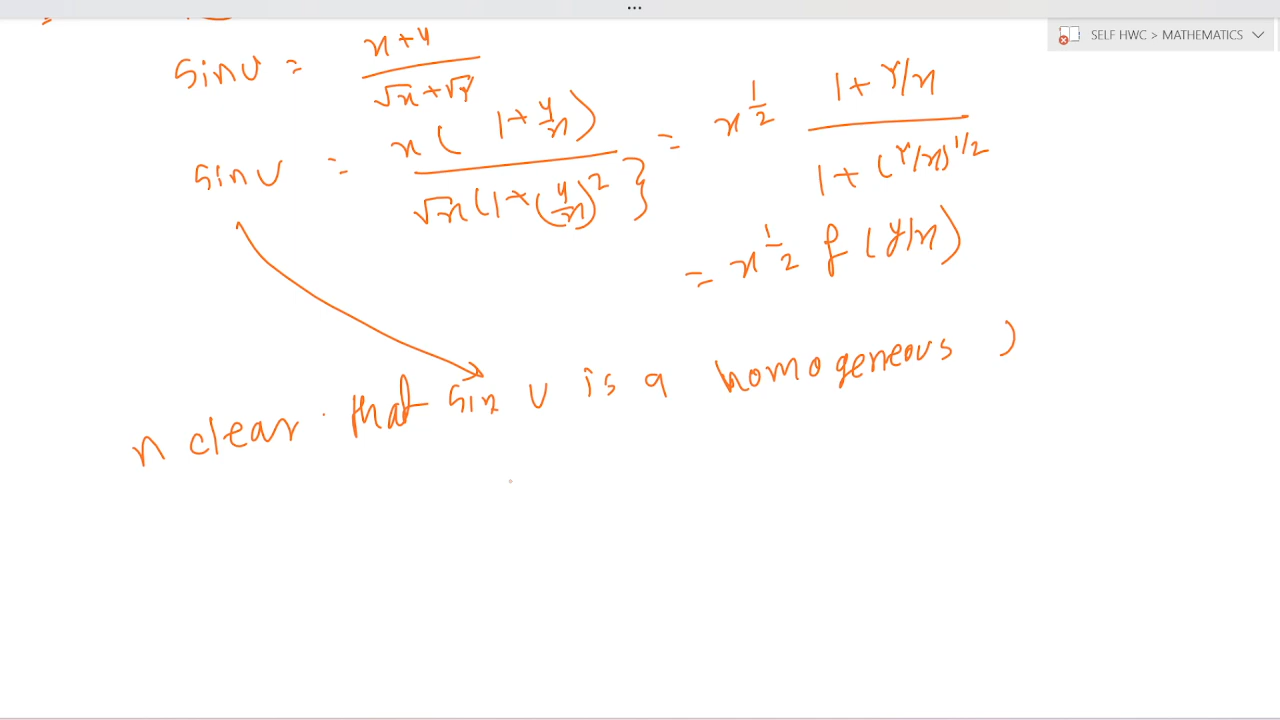 SELF HWC > MATHEMATICS
sin u = x+y / √x+√y
sin u = x(1+y/x) / √x{1+(y/x)^2} = x^1/2 1+y/x / 1+(y/x)^1/2
= x^1/2 f(y/x)
n clear that sin u is a homogeneous )